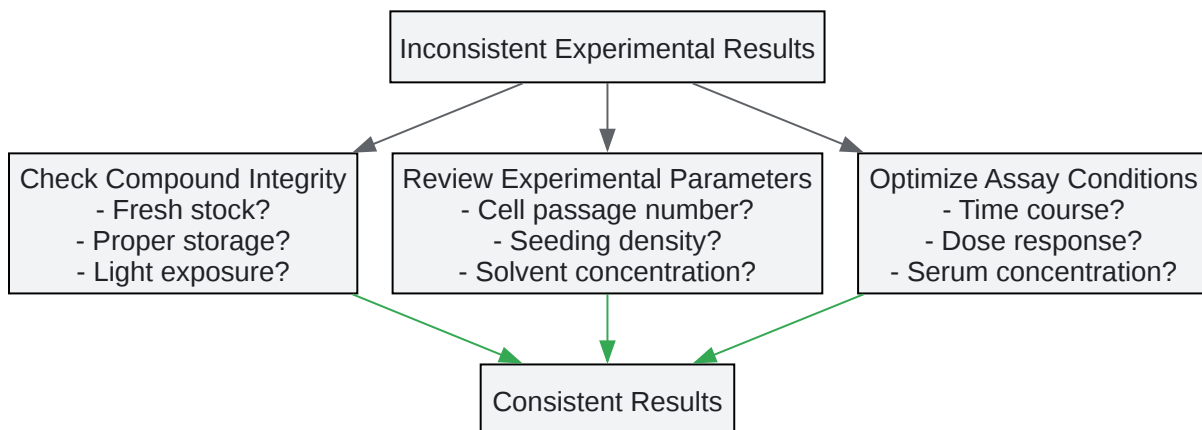 Inconsistent Experimental Results
Check Compound Integrity
- Fresh stock?
- Proper storage?
- Light exposure?
Review Experimental Parameters
- Cell passage number?
- Seeding density?
- Solvent concentration?
Optimize Assay Conditions
- Time course?
- Dose response?
- Serum concentration?
Consistent Results